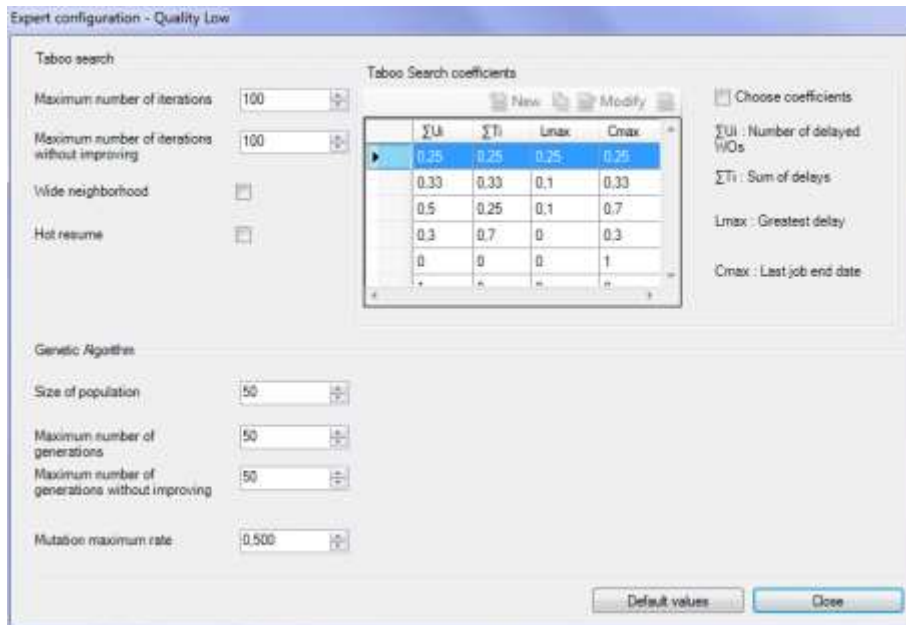 Expert configuration - Quality Low
Taboo search
Maximum number of iterations
100
Maximum number of iterations
without improving
100
Wide neighborhood
Hot resume
Taboo Search coefficients
New
Modify
∑Ui ∑Ti Lmax Cmax
0,25 0,25 0,25 0,25
0,33 0,33 0,1 0,33
0,5 0,25 0,1 0,7
0,3 0,7 0 0,3
0 0 0 1
Choose coefficients
∑Ui : Number of delayed
WOs
∑Ti : Sum of delays
Lmax : Greatest delay
Cmax : Last job end date
Genetic Algorithm
Size of population
50
Maximum number of
generations
50
Maximum number of
generations without improving
50
Mutation maximum rate
0,500
Default values
Close